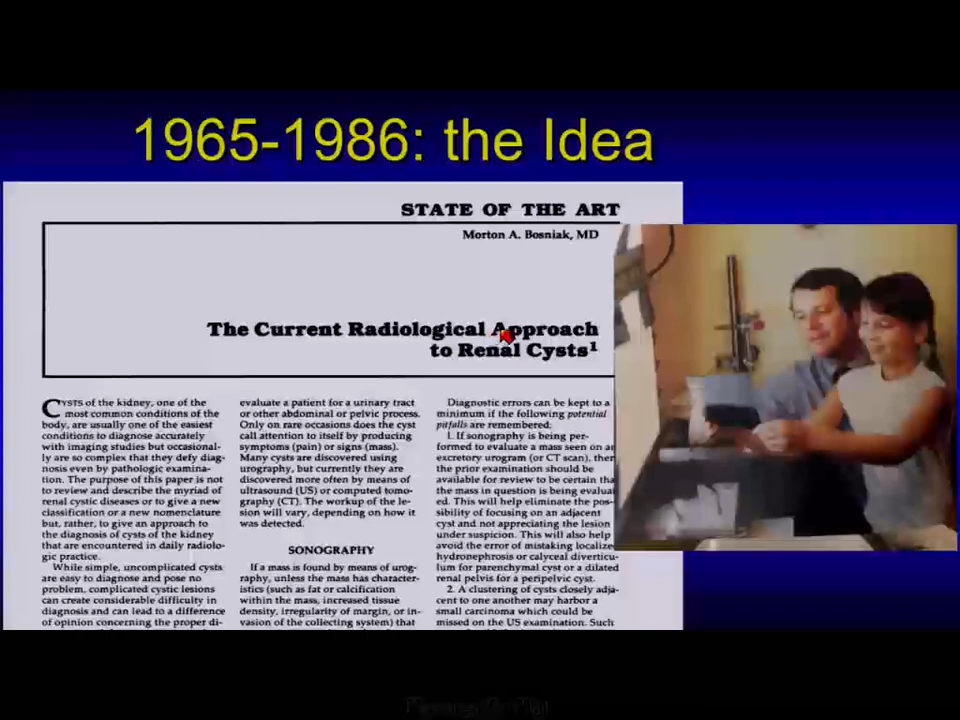 1965-1986: the Idea
STATE OF THE ART
Morton A. Bosniak, MD
The Current Radiological Approach
to Renal Cysts¹
CYSTS of the kidney, one of the
most common conditions of the
body, are usually one of the easiest
conditions to diagnose accurately
with imaging studies but occasional-
ly are so complex that they defy diag-
nosis even by pathologic examina-
tion. The purpose of this paper is not
to review and describe the myriad of
renal cystic diseases or to give a new
classification or a new nomenclature
but, rather, to give an approach to
the diagnosis of cysts of the kidney
that are encountered in daily radiolo-
gic practice.
While simple, uncomplicated cysts
are easy to diagnose and pose no
problem, complicated cystic lesions
can create considerable difficulty in
diagnosis and can lead to a difference
of opinion concerning the proper di-
evaluate a patient for a urinary tract
or other abdominal or pelvic process.
Only on rare occasions does the cyst
call attention to itself by producing
symptoms (pain) or signs (mass).
Many cysts are discovered using
urography, but currently they are
discovered more often by means of
ultrasound (US) or computed tomo-
graphy (CT). The workup of the le-
sion will vary, depending on how it
was detected.
SONOGRAPHY
If a mass is found by means of urog-
raphy, unless the mass has character-
istics (such as fat or calcification
within the mass, increased tissue
density, irregularity of margin, or in-
vasion of the collecting system) that
Diagnostic errors can be kept to a
minimum if the following potential
pitfalls are remembered:
1. If sonography is being per-
formed to evaluate a mass seen on an
excretory urogram (or CT scan), then
the prior examination should be
available for review to be certain tha
the mass in question is being evaluat
ed. This will help eliminate the pos-
sibility of focusing on an adjacent
cyst and not appreciating the lesion
under suspicion. This will also help
avoid the error of mistaking localize
hydronephrosis or calyceal diverticu-
lum for parenchymal cyst or a dilated
renal pelvis for a peripelvic cyst.
2. A clustering of cysts closely adja-
cent to one another may harbor a
small carcinoma which could be
missed on the US examination. Such